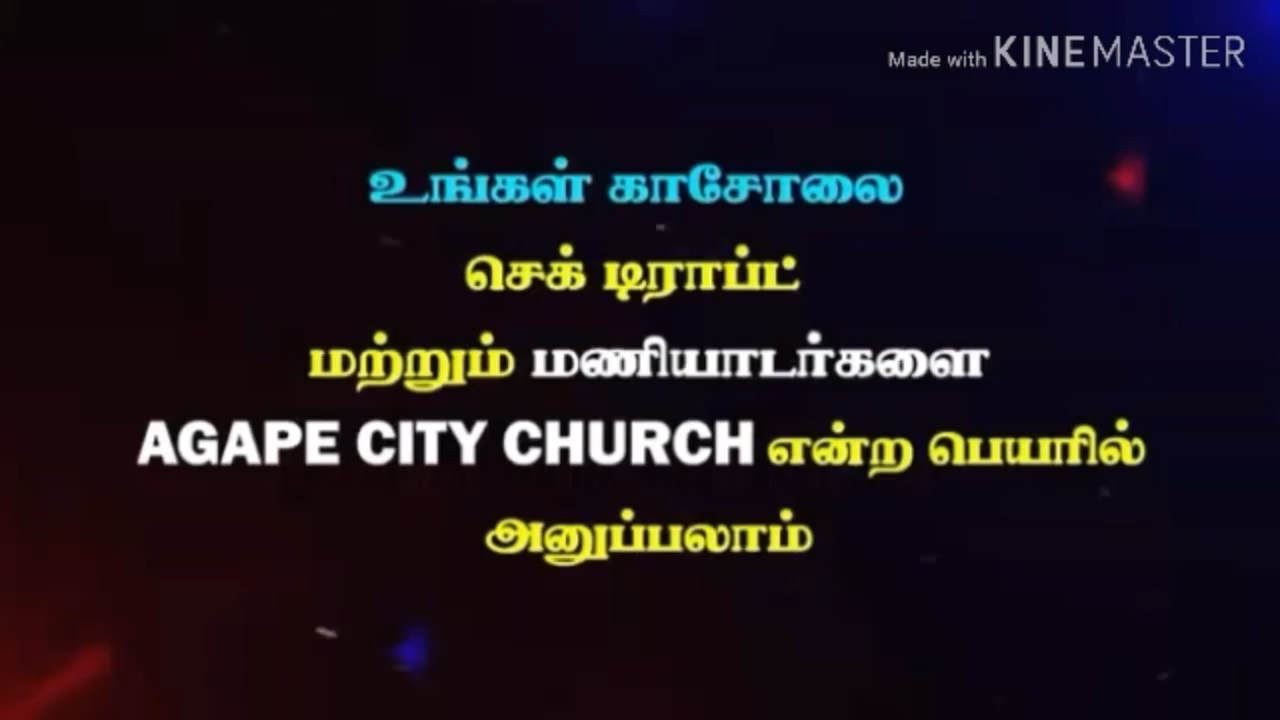 Made with KINEMASTER
உங்கள் காசோலை
செக் டிராப்ட்
மற்றும் மணியாடர்களை
AGAPE CITY CHURCH என்ற பெயரில்
அனுப்பலாம்